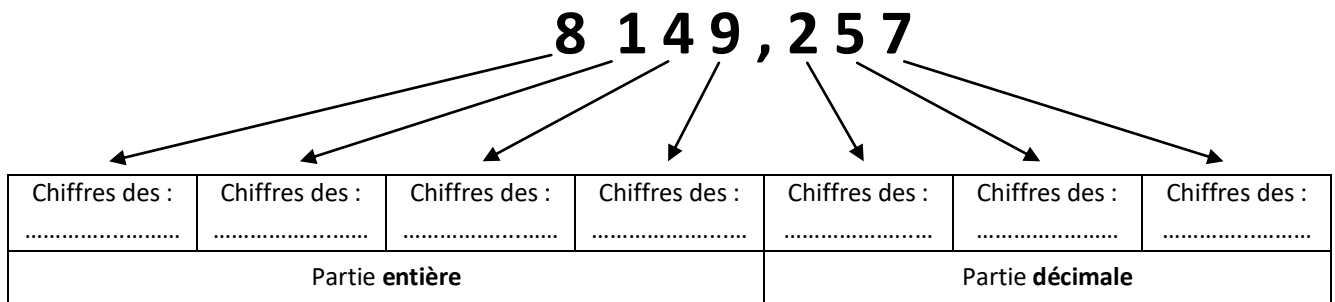 8 149,257
Chiffres des : Chiffres des : Chiffres des : Chiffres des : Chiffres des : Chiffres des : Chiffres des :
........................ ........................ ........................ ........................ ........................ ........................ ........................
Partie entière Partie décimale